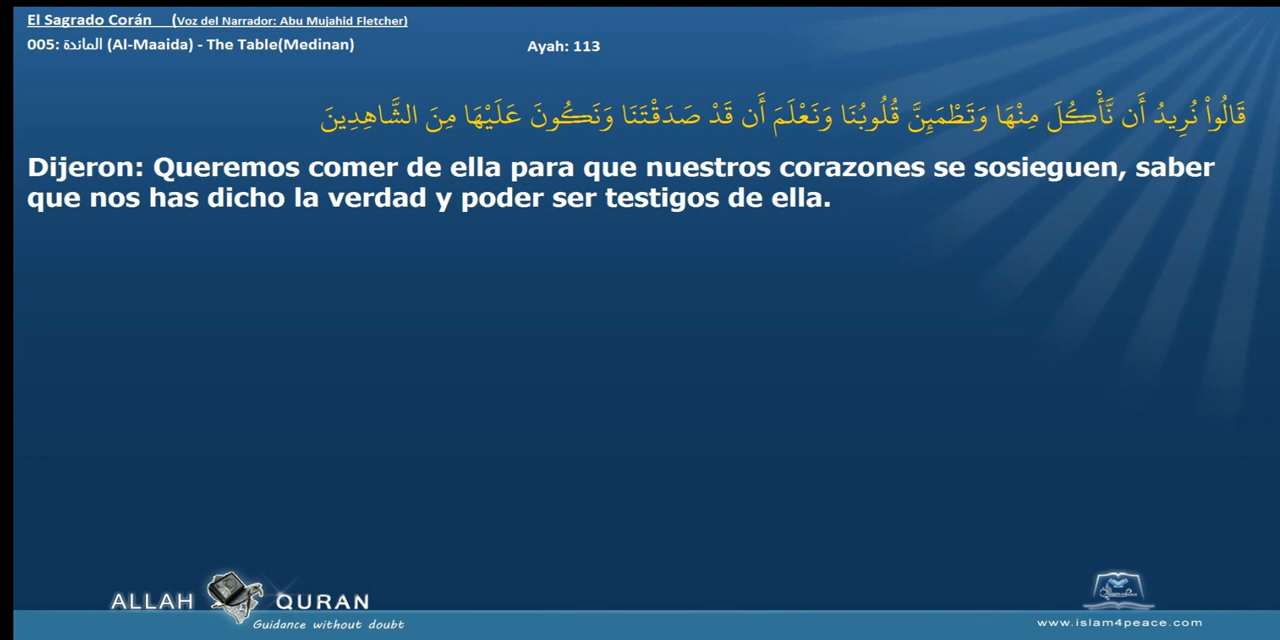 El Sagrado Corán (Voz del Narrador: Abu Mujahid Fletcher)
005: المائدة (Al-Maaida) - The Table(Medinan) Ayah: 113
قَالُواْ نُرِيدُ أَن نَّأْكُلَ مِنْهَا وَتَطْمَئِنَّ قُلُوبُنَا وَنَعْلَمَ أَن قَدْ صَدَقْتَنَا وَنَكُونَ عَلَيْهَا مِنَ الشَّاهِدِينَ
Dijeron: Queremos comer de ella para que nuestros corazones se sosieguen, saber
que nos has dicho la verdad y poder ser testigos de ella.
ALLAH QURAN
Guidance without doubt
www.islam4peace.com